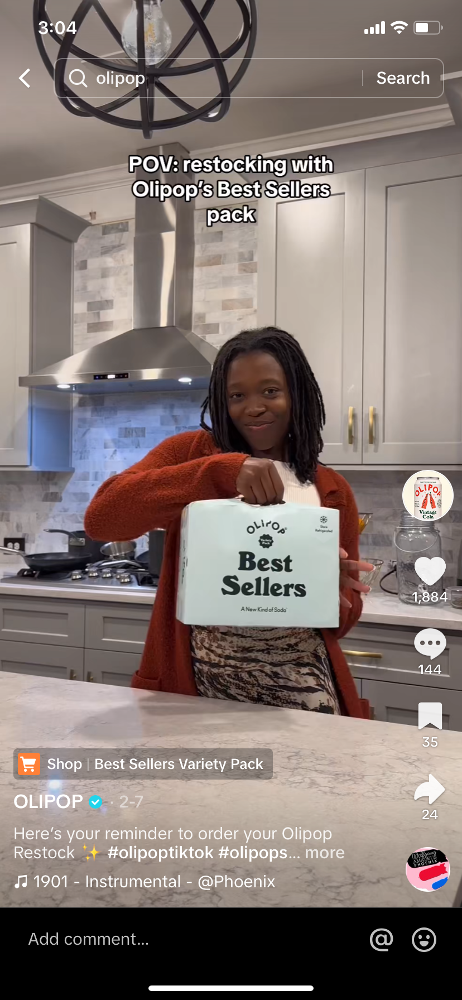 3:04
olipop
Search
POV: restocking with
Olipop's Best Sellers
pack
OLIPOP
Variety
Pack
Store
Refrigerated
Best
Sellers
A New Kind of Soda
OLIPOP
Vintage
Cola
1,884
144
35
24
Shop | Best Sellers Variety Pack
OLIPOP · 2-7
Here's your reminder to order your Olipop
Restock ✨ #olipoptiktok #olipops... more
1901 - Instrumental - @Phoenix
Wolfgang
AMADEUS
PHOENIX
Add comment...
@